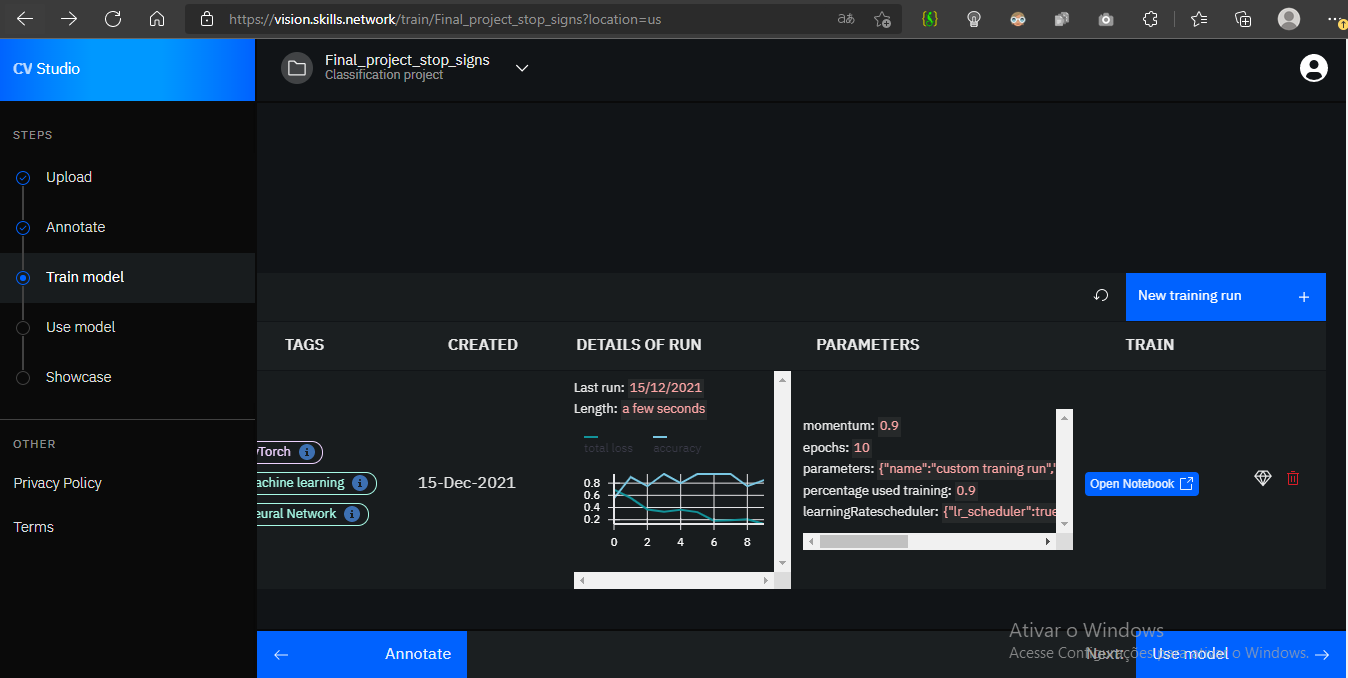 https://vision.skills.network/train/Final_project_stop_signs?location=us
CV Studio
Final_project_stop_signs
Classification project
STEPS
Upload
Annotate
Train model
Use model
Showcase
OTHER
Privacy Policy
Terms
New training run +
TAGS CREATED DETAILS OF RUN PARAMETERS TRAIN
yTorch
achine learning
eural Network
15-Dec-2021
Last run: 15/12/2021
Length: a few seconds
total loss accuracy
0.8
0.6
0.4
0.2
0 2 4 6 8
momentum: 0.9
epochs: 10
parameters: {"name":"custom traning run","
percentage used training: 0.9
learningRatescheduler: {"lr_scheduler":true
Open Notebook
Annotate
Next: Use model
Ativar o Windows
Acesse Configurações para ativar o Windows.